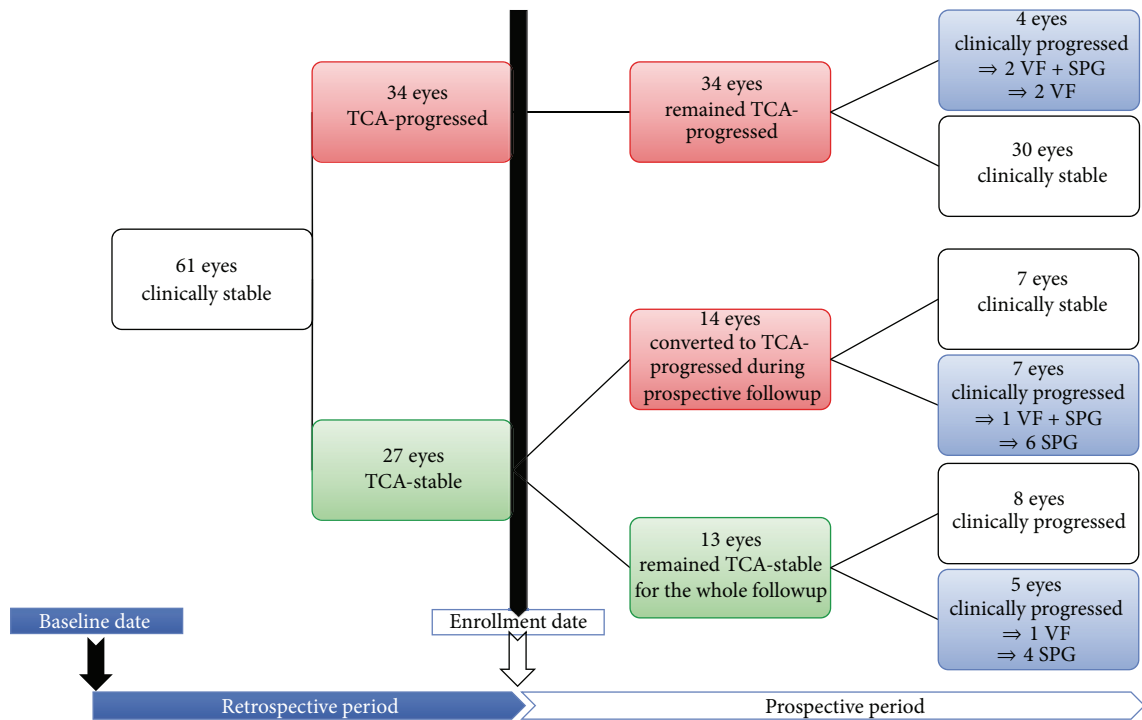 34 eyes
TCA-progressed
34 eyes
remained TCA-
progressed
4 eyes
clinically progressed
⇒ 2 VF + SPG
⇒ 2 VF
30 eyes
clinically stable
61 eyes
clinically stable
27 eyes
TCA-stable
14 eyes
converted to TCA-
progressed during
prospective followup
7 eyes
clinically stable
7 eyes
clinically progressed
⇒ 1 VF + SPG
⇒ 6 SPG
13 eyes
remained TCA-stable
for the whole followup
8 eyes
clinically progressed
5 eyes
clinically progressed
⇒ 1 VF
⇒ 4 SPG
Baseline date
Enrollment date
Retrospective period
Prospective period